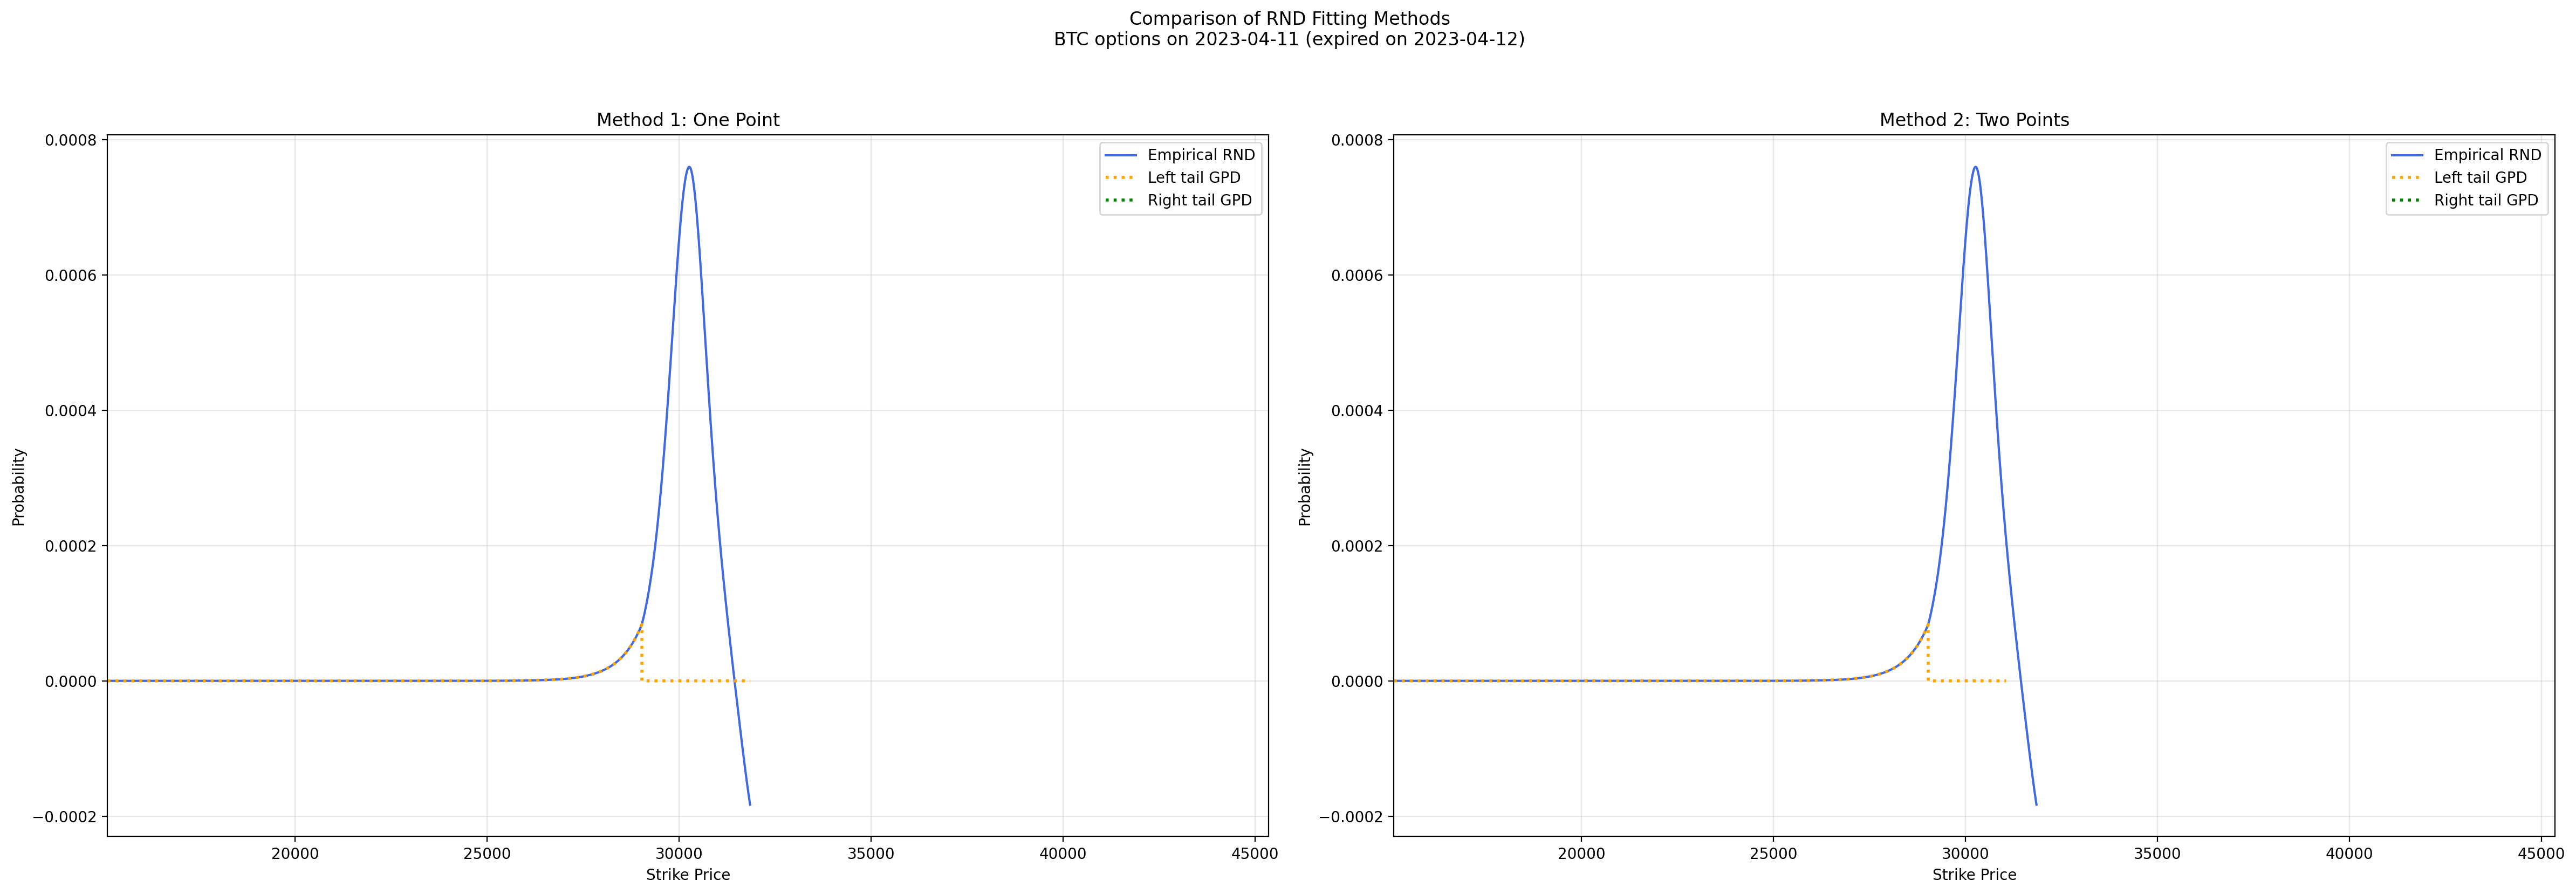 Comparison of RND Fitting Methods
BTC options on 2023-04-11 (expired on 2023-04-12)
Method 1: One Point
0.0008
0.0006
0.0004
0.0002
0.0000
−0.0002
Probability
20000
25000
30000
35000
40000
45000
Strike Price
Empirical RND
Left tail GPD
Right tail GPD
Method 2: Two Points
0.0008
0.0006
0.0004
0.0002
0.0000
−0.0002
Probability
20000
25000
30000
35000
40000
45000
Strike Price
Empirical RND
Left tail GPD
Right tail GPD